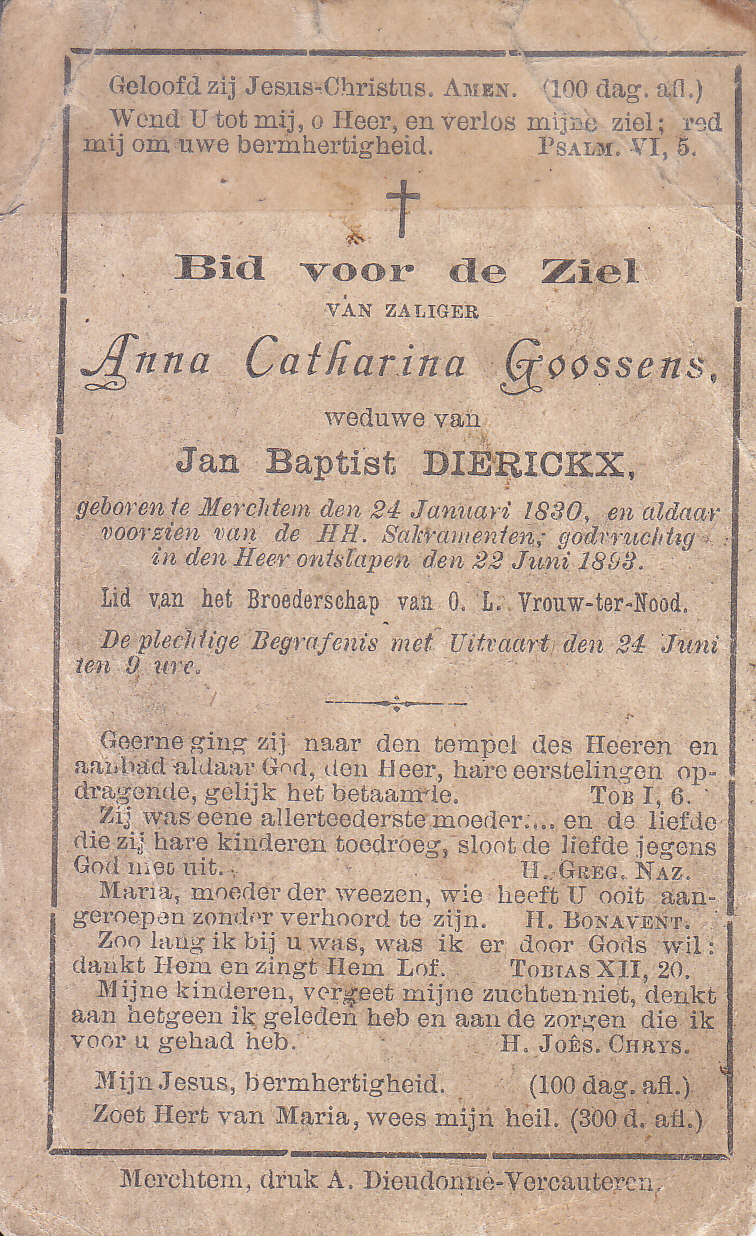 Geloofd zij Jesus-Christus. AMEN. (100 dag. afl.)
Wend U tot mij, o Heer, en verlos mijne ziel; red
mij om uwe bermhertigheid. PSALM. VI, 5.
Bid voor de Ziel
VAN ZALIGER
Anna Catharina Goossens,
weduwe van
Jan Baptist DIERICKX,
geboren te Merchtem den 24 Januari 1830, en aldaar
voorzien van de HH. Sakramenten, godvruchtig
in den Heer ontslapen den 22 Juni 1893.
Lid van het Broederschap van O. L. Vrouw-ter-Nood.
De plechtige Begrafenis met Uitvaart den 24 Juni
ten 9 ure.
Geerne ging zij naar den tempel des Heeren en
aanbad aldaar God, den Heer, hare eerstelingen op-
dragende, gelijk het betaamde. TOB I, 6.
Zij was eene allerteederste moeder.... en de liefde
die zij hare kinderen toedroeg, sloot de liefde jegens
God niet uit. H. GREG. NAZ.
Maria, moeder der weezen, wie heeft U ooit aan-
geroepen zonder verhoord te zijn. H. BONAVENT.
Zoo lang ik bij u was, was ik er door Gods wil:
dankt Hem en zingt Hem Lof. TOBIAS XII, 20.
Mijne kinderen, vergeet mijne zuchten niet, denkt
aan hetgeen ik geleden heb en aan de zorgen die ik
voor u gehad heb. H. JOËS. CHRYS.
Mijn Jesus, bermhertigheid. (100 dag. afl.)
Zoet Hert van Maria, wees mijn heil. (300 d. afl.)
Merchtem, druk A. Dieudonné-Vercauteren.